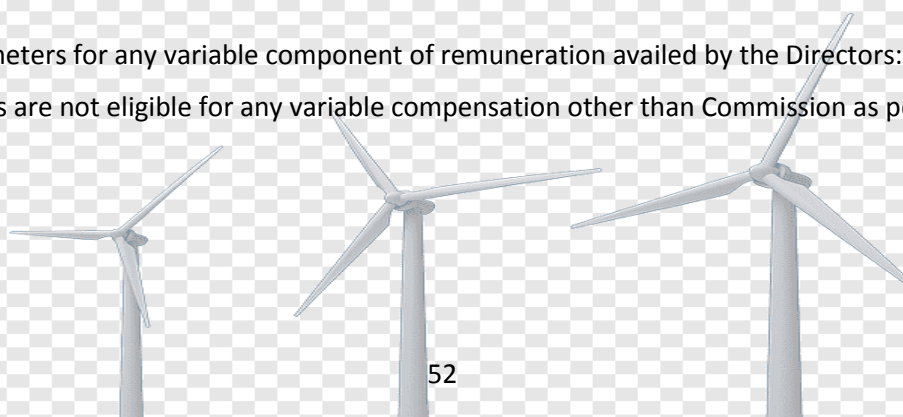 meters for any variable component of remuneration availed by the Directors:
are not eligible for any variable compensation other than Commission as
52